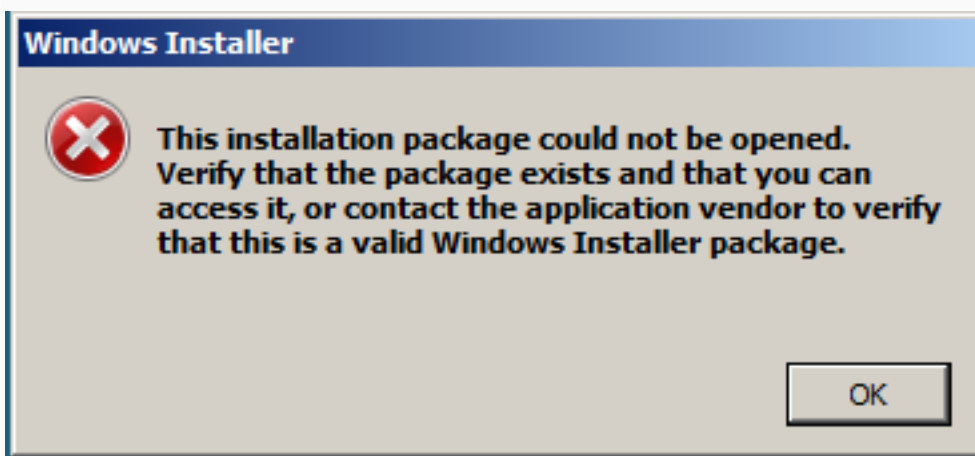 Windows Installer
This installation package could not be opened.
Verify that the package exists and that you can
access it, or contact the application vendor to verify
that this is a valid Windows Installer package.
OK